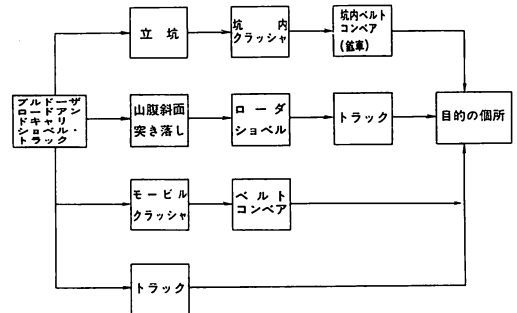 立坑
坑内
クラッシャ
坑内ベルト
コンベア
(鉱車)
ブルドーザ
ロードアン
ドキャリ
ショベル・
トラック
山腹斜面
突き落し
ローダ
ショベル
トラック
目的の個所
モービル
クラッシャ
ベルト
コンベア
トラック